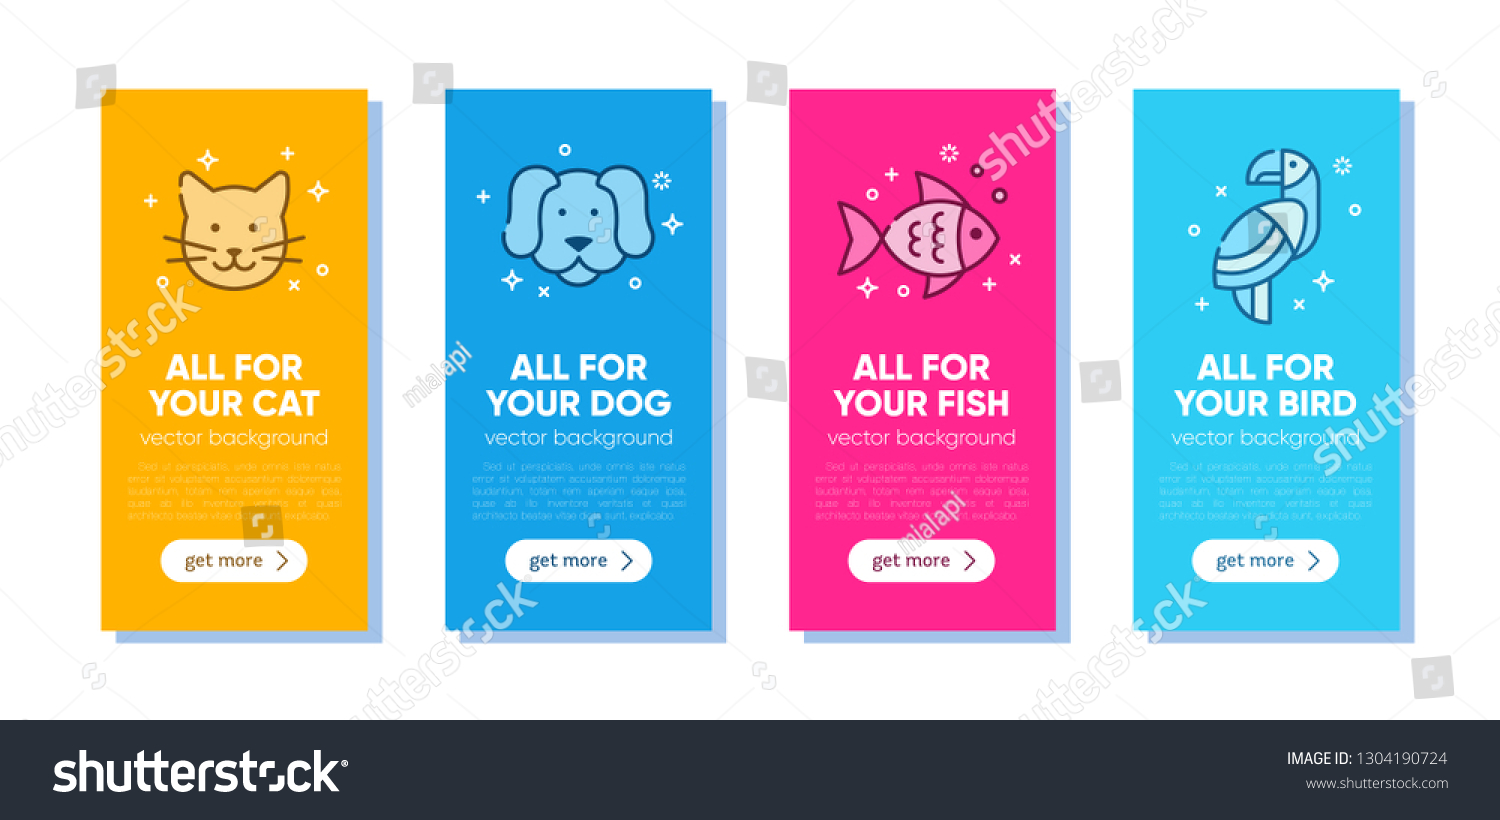 ALL FOR
YOUR CAT
vector background
Sed ut perspiciatis, unde omnis iste natus
error sit voluptatem accusantium doloremque
laudantium, totam rem aperiam eaque ipsa,
quae ab illo inventore veritatis et quasi
architecto beatae vitae dicta sunt, explicabo.
get more
ALL FOR
YOUR DOG
vector background
Sed ut perspiciatis, unde omnis iste natus
error sit voluptatem accusantium doloremque
laudantium, totam rem aperiam eaque ipsa,
quae ab illo inventore veritatis et quasi
architecto beatae vitae dicta sunt, explicabo.
get more
ALL FOR
YOUR FISH
vector background
Sed ut perspiciatis, unde omnis iste natus
error sit voluptatem accusantium doloremque
laudantium, totam rem aperiam eaque ipsa,
quae ab illo inventore veritatis et quasi
architecto beatae vitae dicta sunt, explicabo.
get more
ALL FOR
YOUR BIRD
vector background
Sed ut perspiciatis, unde omnis iste natus
error sit voluptatem accusantium doloremque
laudantium, totam rem aperiam eaque ipsa,
quae ab illo inventore veritatis et quasi
architecto beatae vitae dicta sunt, explicabo.
get more
shutterstock
shutterstock
shutterstock
shutterstock
shutterstock
mialapi
mialapi
shutterstock®
IMAGE ID: 1304190724
www.shutterstock.com